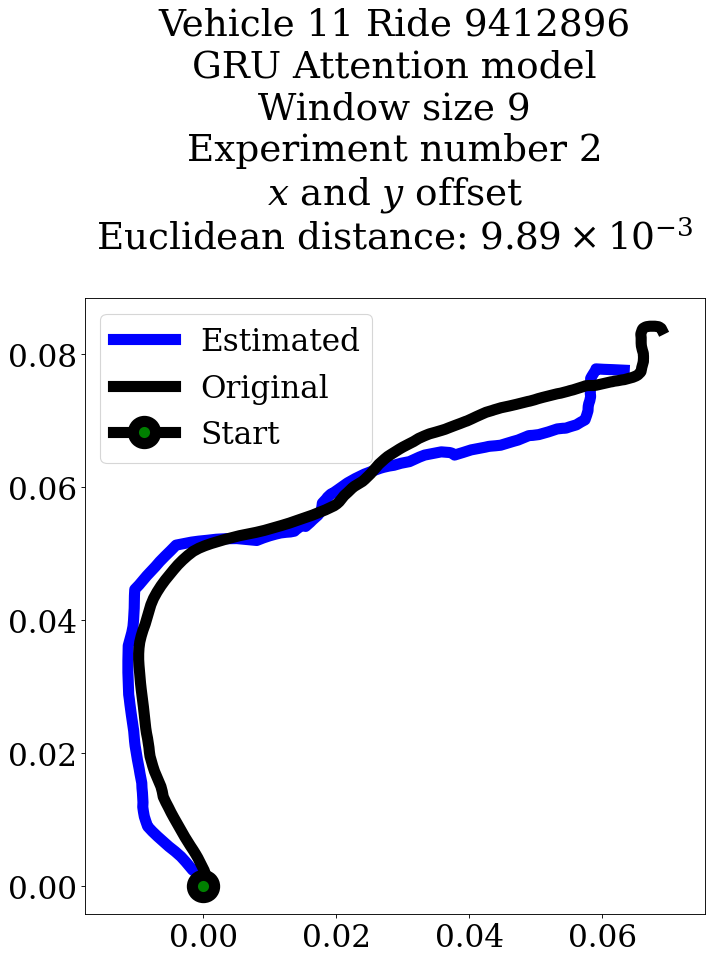 Vehicle 11 Ride 9412896
GRU Attention model
Window size 9
Experiment number 2
x and y offset
Euclidean distance: 9.89 × 10⁻³
Estimated
Original
Start
0.08
0.06
0.04
0.02
0.00
0.00 0.02 0.04 0.06